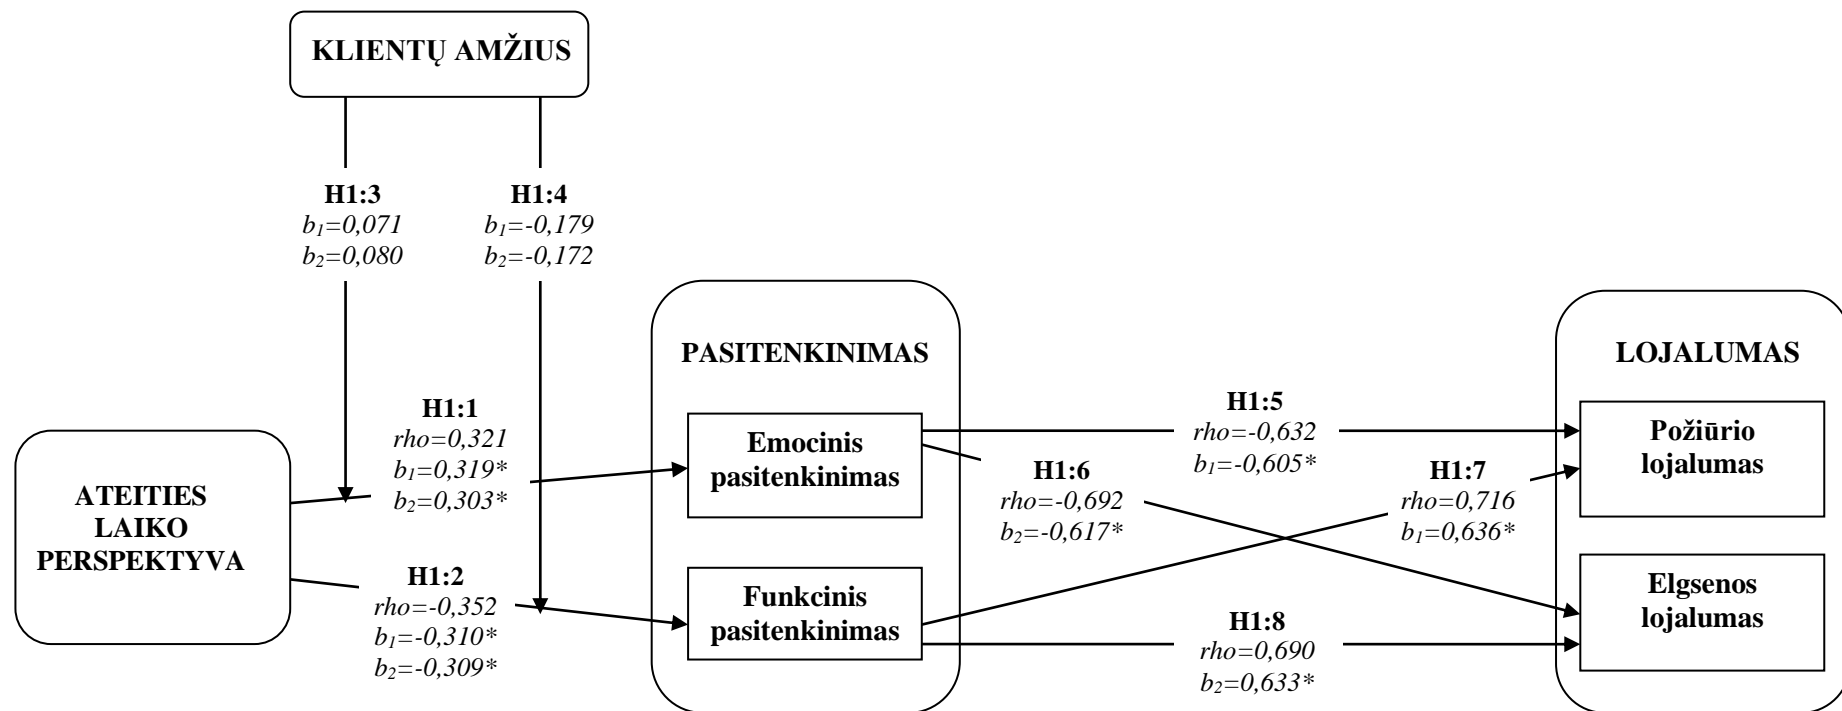 KLIENTŲ AMŽIUS
H1:3
b1=0,071
b2=0,080
H1:4
b1=-0,179
b2=-0,172
ATEITIES
LAIKO
PERSPEKTYVA
H1:1
rho=0,321
b1=0,319*
b2=0,303*
H1:2
rho=-0,352
b1=-0,310*
b2=-0,309*
PASITENKINIMAS
Emocinis
pasitenkinimas
Funkcinis
pasitenkinimas
H1:5
rho=-0,632
b1=-0,605*
H1:6
rho=-0,692
b2=-0,617*
H1:7
rho=0,716
b1=0,636*
H1:8
rho=0,690
b2=0,633*
LOJALUMAS
Požiūrio
lojalumas
Elgsenos
lojalumas